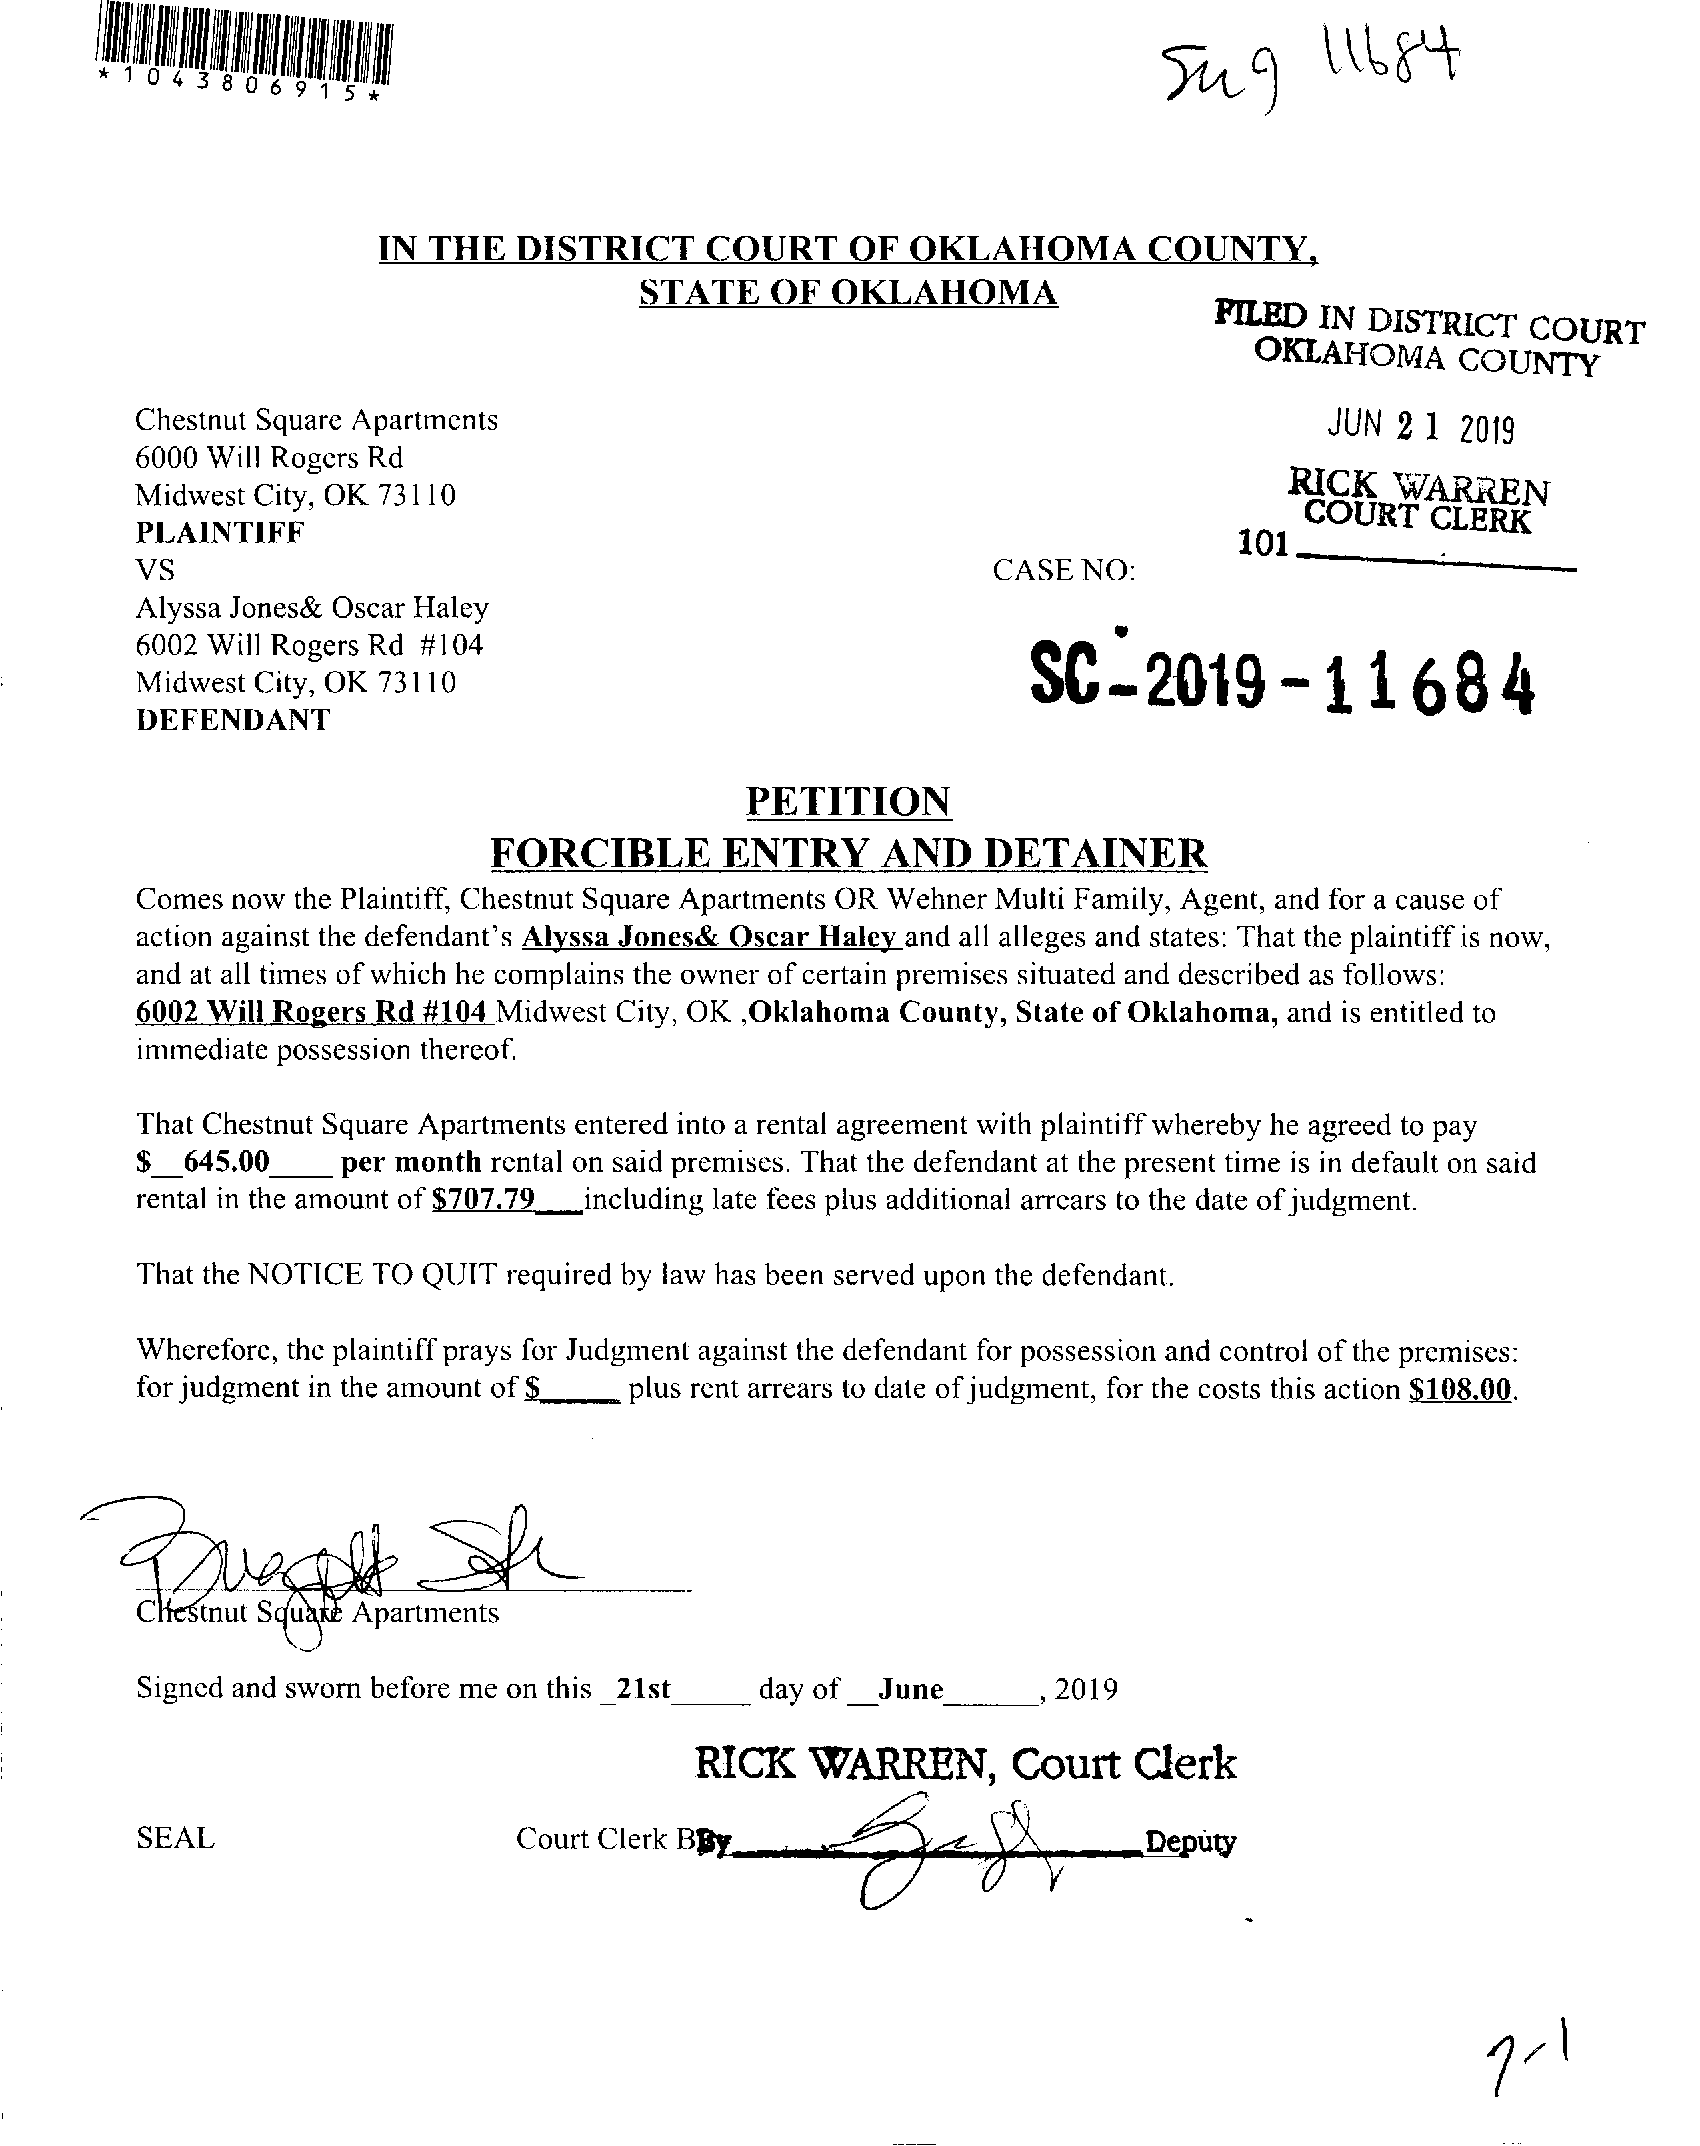 *1043806915*
11684
IN THE DISTRICT COURT OF OKLAHOMA COUNTY,
STATE OF OKLAHOMA
FILED IN DISTRICT COURT
OKLAHOMA COUNTY
JUN 21 2019
RICK WARREN
COURT CLERK
101
Chestnut Square Apartments
6000 Will Rogers Rd
Midwest City, OK 73110
PLAINTIFF
VS
CASE NO:
Alyssa Jones& Oscar Haley
6002 Will Rogers Rd #104
Midwest City, OK 73110
DEFENDANT
SC-2019-11684
PETITION
FORCIBLE ENTRY AND DETAINER
Comes now the Plaintiff, Chestnut Square Apartments OR Wehner Multi Family, Agent, and for a cause of
action against the defendant's Alyssa Jones& Oscar Haley and all alleges and states: That the plaintiff is now,
and at all times of which he complains the owner of certain premises situated and described as follows:
6002 Will Rogers Rd #104 Midwest City, OK ,Oklahoma County, State of Oklahoma, and is entitled to
immediate possession thereof.
That Chestnut Square Apartments entered into a rental agreement with plaintiff whereby he agreed to pay
$__645.00____ per month rental on said premises. That the defendant at the present time is in default on said
rental in the amount of $707.79___including late fees plus additional arrears to the date of judgment.
That the NOTICE TO QUIT required by law has been served upon the defendant.
Wherefore, the plaintiff prays for Judgment against the defendant for possession and control of the premises:
for judgment in the amount of $_____ plus rent arrears to date of judgment, for the costs this action $108.00.
Chestnut Square Apartments
Signed and sworn before me on this _21st_____ day of __June______, 2019
RICK WARREN, Court Clerk
SEAL
Court Clerk By By Deputy
7-1